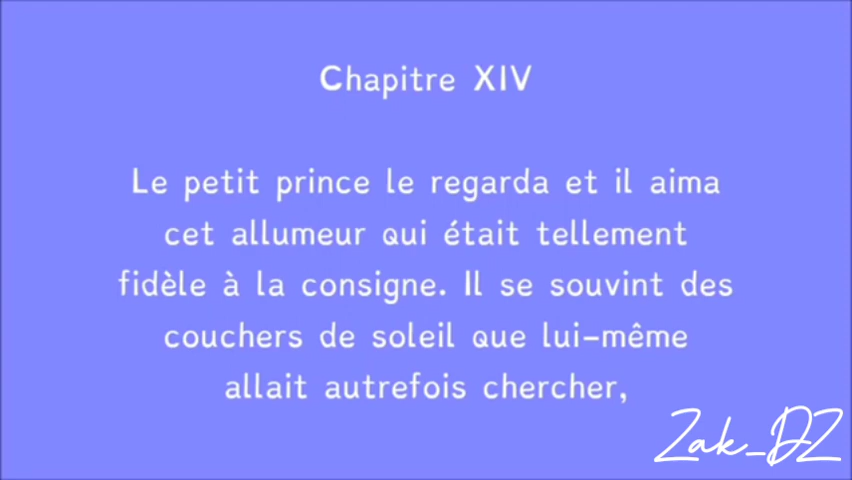 Chapitre XIV
Le petit prince le regarda et il aima
cet allumeur qui était tellement
fidèle à la consigne. Il se souvint des
couchers de soleil que lui-même
allait autrefois chercher,
Zak_DZ